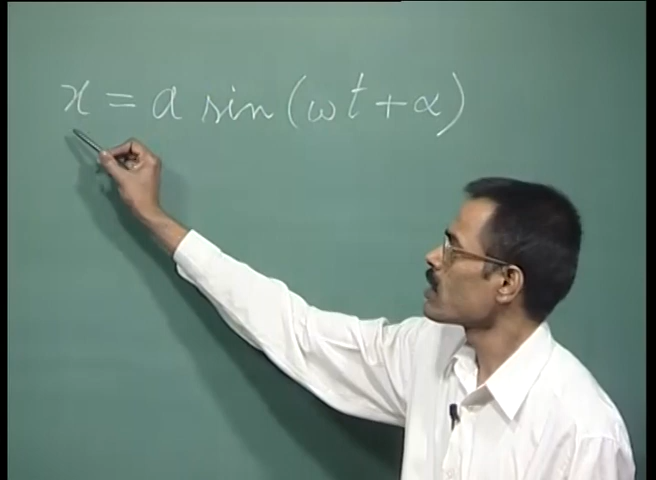 x = a sin(ωt + α)